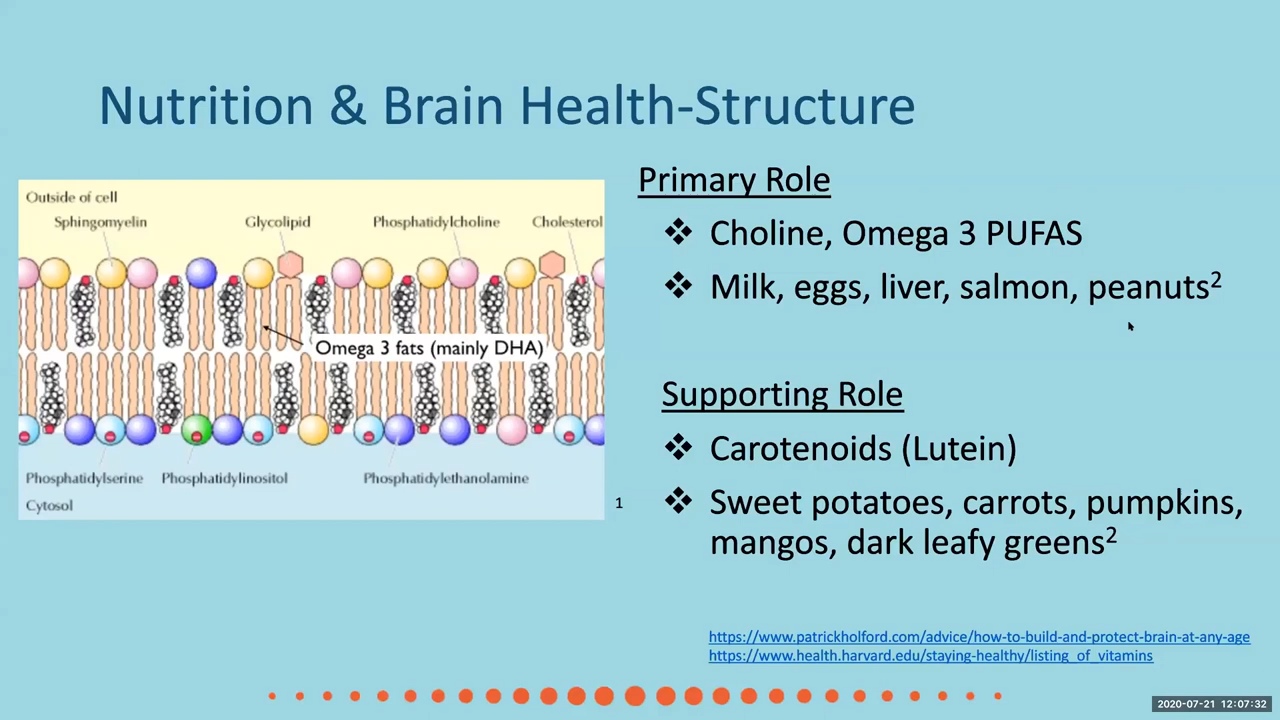 Nutrition & Brain Health-Structure
Outside of cell
Sphingomyelin Glycolipid Phosphatidylcholine Cholesterol
Omega 3 fats (mainly DHA)
Phosphatidylserine Phosphatidylinositol Phosphatidylethanolamine
Cytosol
1
Primary Role
❖ Choline, Omega 3 PUFAS
❖ Milk, eggs, liver, salmon, peanuts²
Supporting Role
❖ Carotenoids (Lutein)
❖ Sweet potatoes, carrots, pumpkins,
mangos, dark leafy greens²
https://www.patrickholford.com/advice/how-to-build-and-protect-brain-at-any-age
https://www.health.harvard.edu/staying-healthy/listing_of_vitamins
2020-07-21 12:07:32